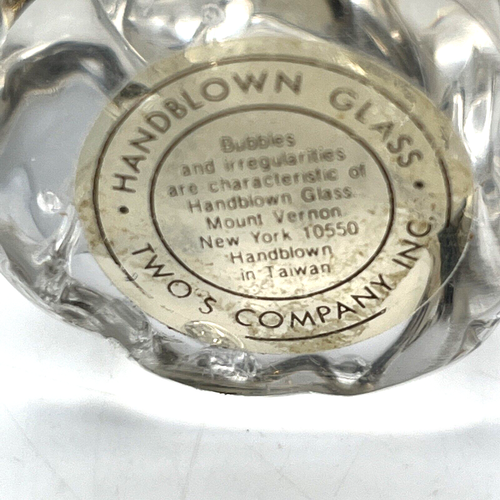 · HANDBLOWN GLASS ·
Bubbles
and irregularities
are characteristic of
Handblown Glass.
Mount Vernon
New York 10550
Handblown
in Taiwan
TWO'S COMPANY INC.